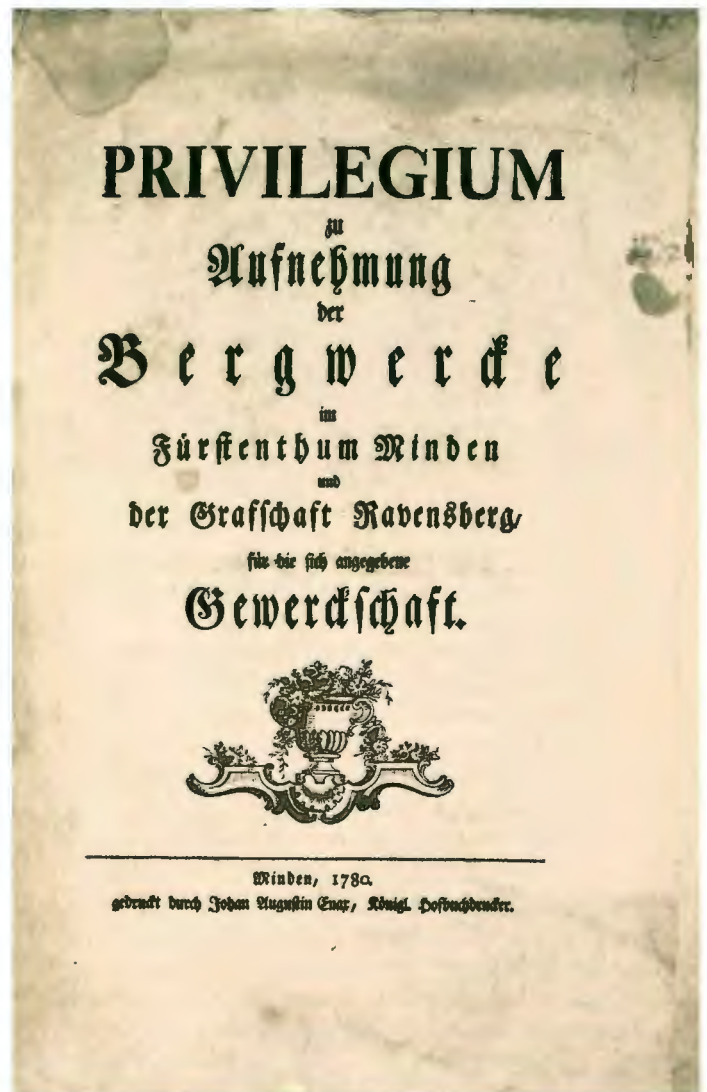 PRIVILEGIUM
zu
Aufnehmung
der
Bergwercke
im
Fürstenthum Minden
und
der Grafschaft Ravensberg,
für die sich angegebene
Gewerckschaft.
Minden, 1780.
gedruckt durch Johan Augustin Enax, Königl. Hofbuchdrucker.